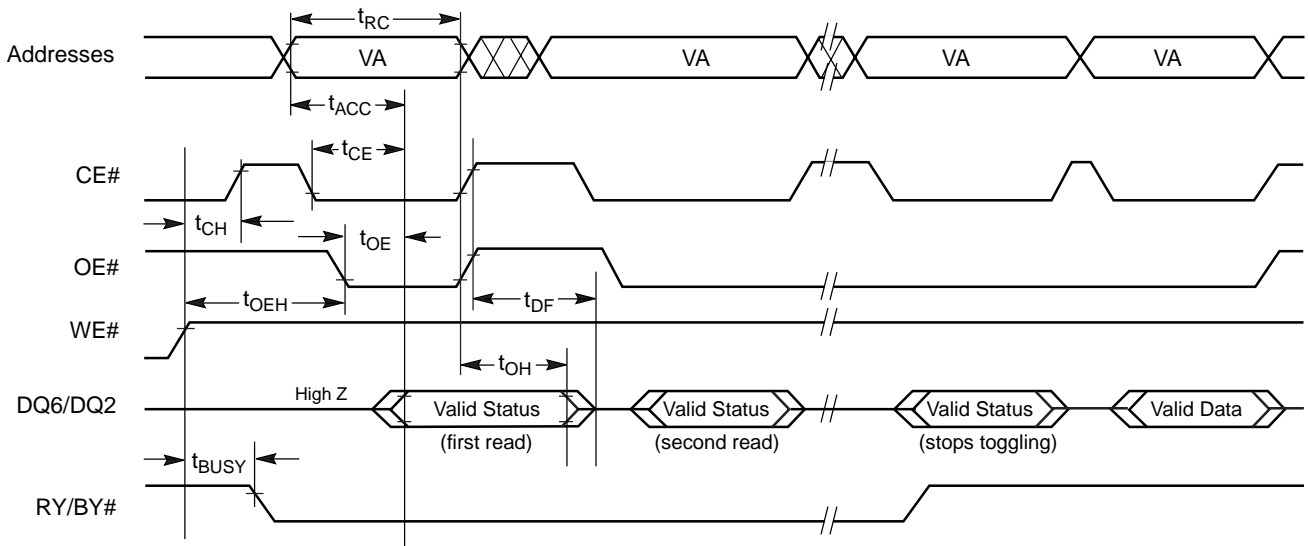 tRC
Addresses VA VA VA VA
tACC
tCE
CE#
tCH tOE
OE#
tOEH tDF
WE#
tOH
High Z
DQ6/DQ2 Valid Status Valid Status Valid Status Valid Data
(first read) (second read) (stops toggling)
tBUSY
RY/BY#